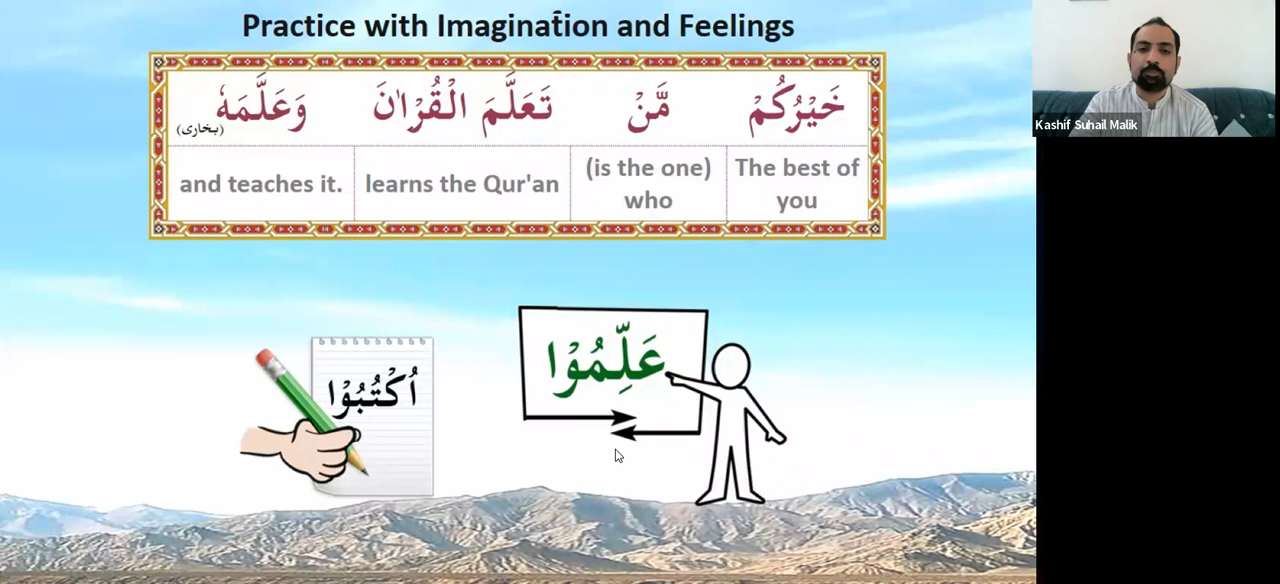 Practice with Imagination and Feelings
خَيْرُكُمْ مَّنْ تَعَلَّمَ الْقُرْاٰنَ وَعَلَّمَهٗ (بخاری)
The best of you
(is the one) who
learns the Qur'an
and teaches it.
اُكْتُبُوْا
عَلِّمُوْا
Kashif Suhail Malik